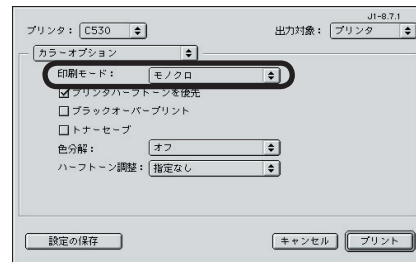 J1-8.7.1
プリンタ： C530 出力対象： プリンタ
カラーオプション
印刷モード： モノクロ
プリンタハーフトーンを優先
ブラックオーバープリント
トナーセーブ
色分解： オフ
ハーフトーン調整： 指定なし
設定の保存 キャンセル プリント